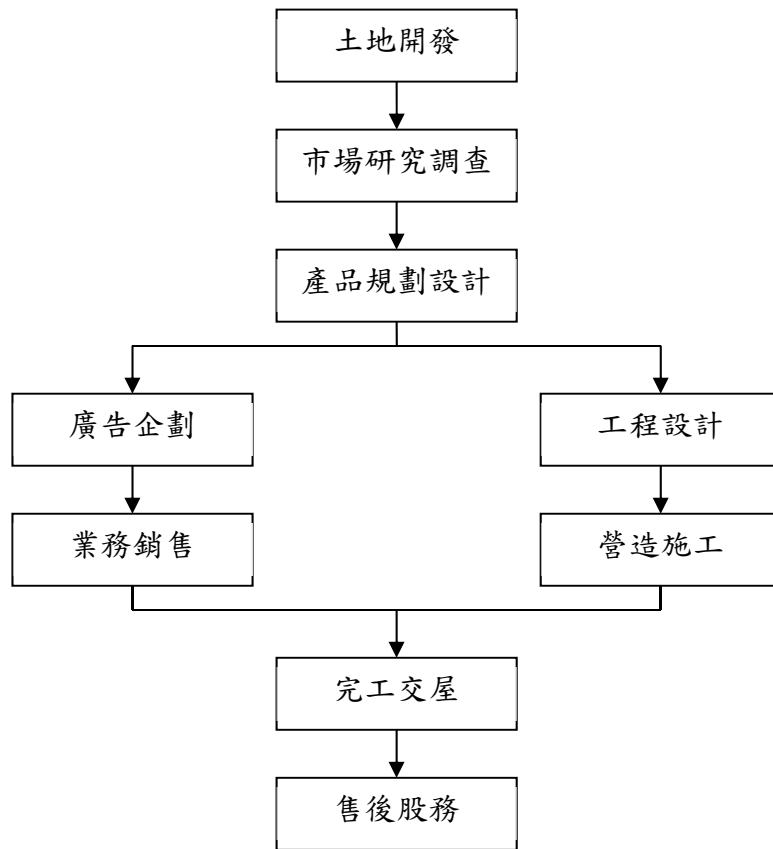 土地開發
市場研究調查
產品規劃設計
廣告企劃
工程設計
業務銷售
營造施工
完工交屋
售後股務